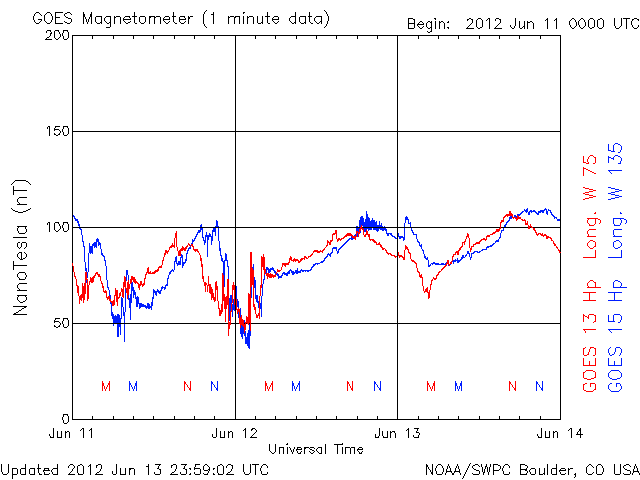 GOES Magnetometer (1 minute data)
Begin: 2012 Jun 11 0000 UTC
200
150
100
50
0
NanoTesla (nT)
M M N N M M N N M M N N
Jun 11 Jun 12 Jun 13 Jun 14
Universal Time
GOES 13 Hp Long. W 75
GOES 15 Hp Long. W 135
Updated 2012 Jun 13 23:59:02 UTC
NOAA/SWPC Boulder, CO USA